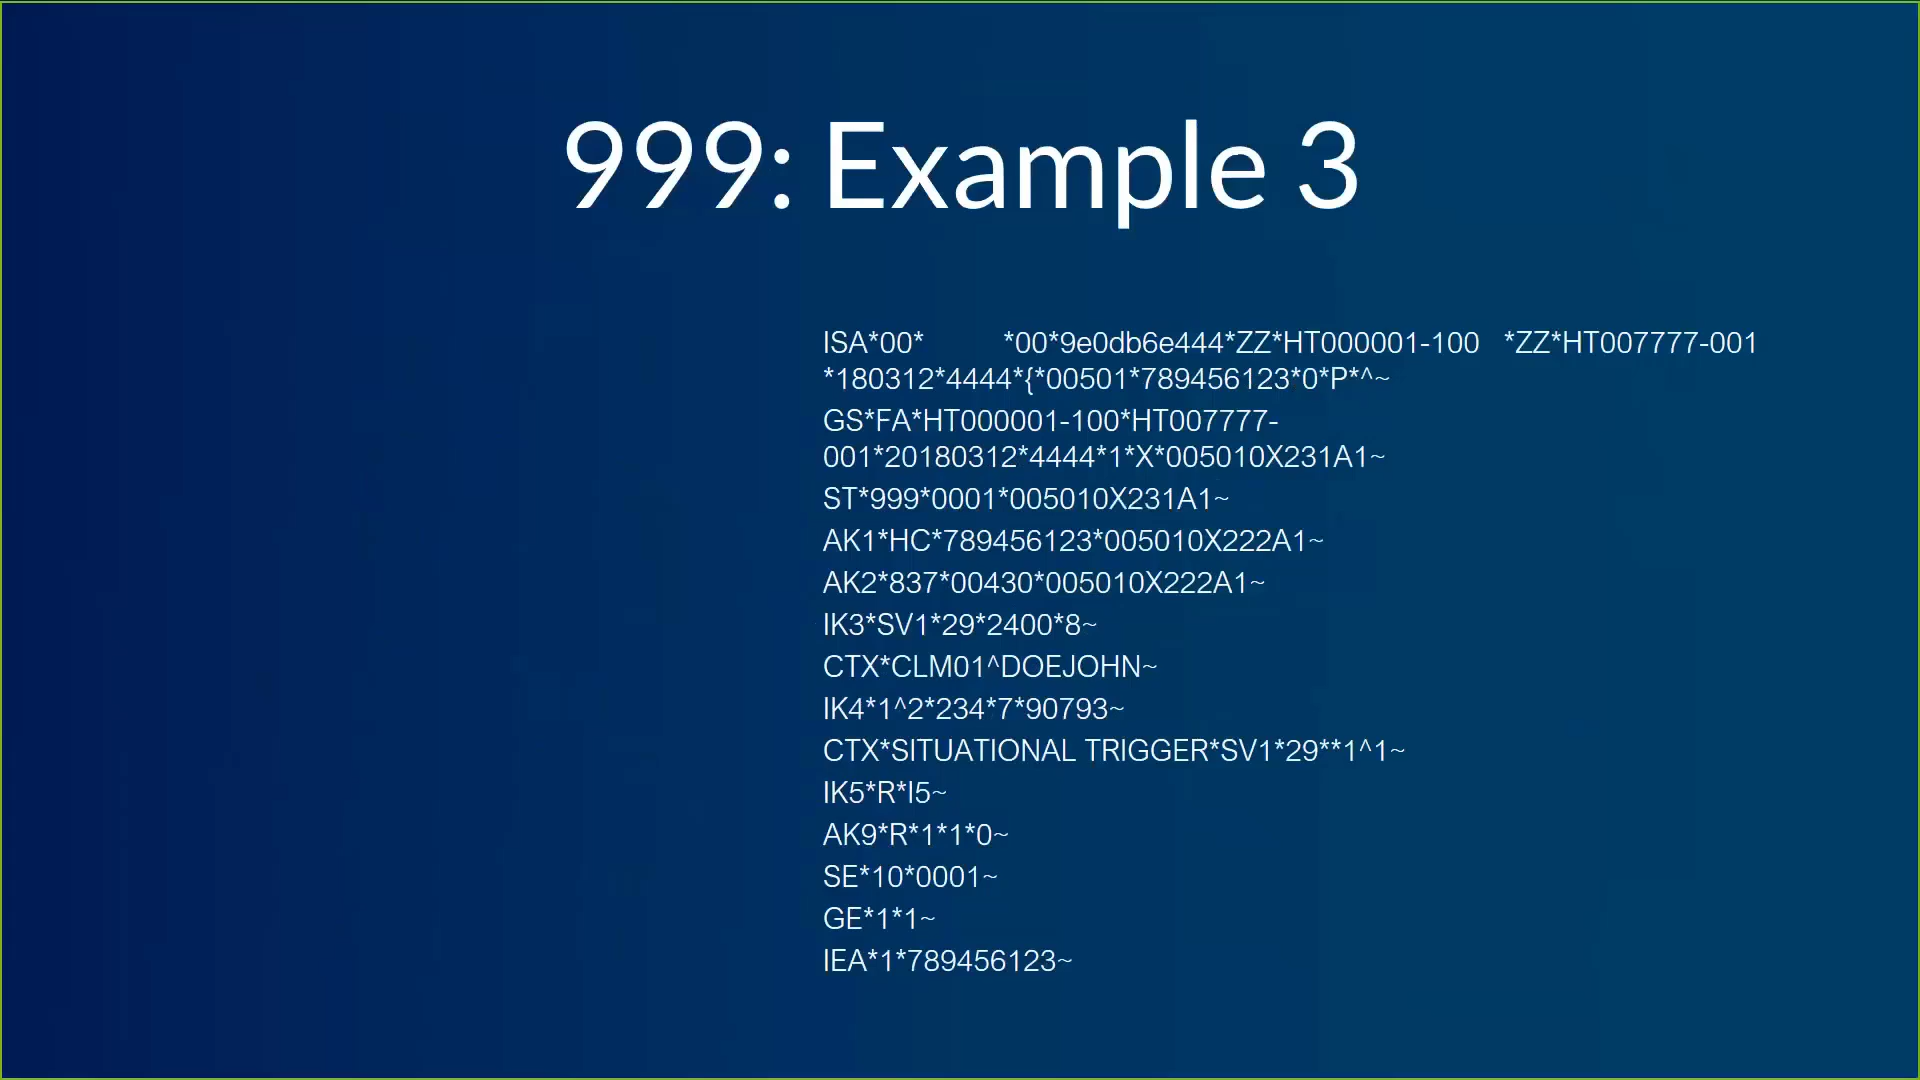 999: Example 3
ISA*00*          *00*9e0db6e444*ZZ*HT000001-100   *ZZ*HT007777-001
*180312*4444*{*00501*789456123*0*P*^~
GS*FA*HT000001-100*HT007777-
001*20180312*4444*1*X*005010X231A1~
ST*999*0001*005010X231A1~
AK1*HC*789456123*005010X222A1~
AK2*837*00430*005010X222A1~
IK3*SV1*29*2400*8~
CTX*CLM01^DOEJOHN~
IK4*1^2*234*7*90793~
CTX*SITUATIONAL TRIGGER*SV1*29**1^1~
IK5*R*I5~
AK9*R*1*1*0~
SE*10*0001~
GE*1*1~
IEA*1*789456123~